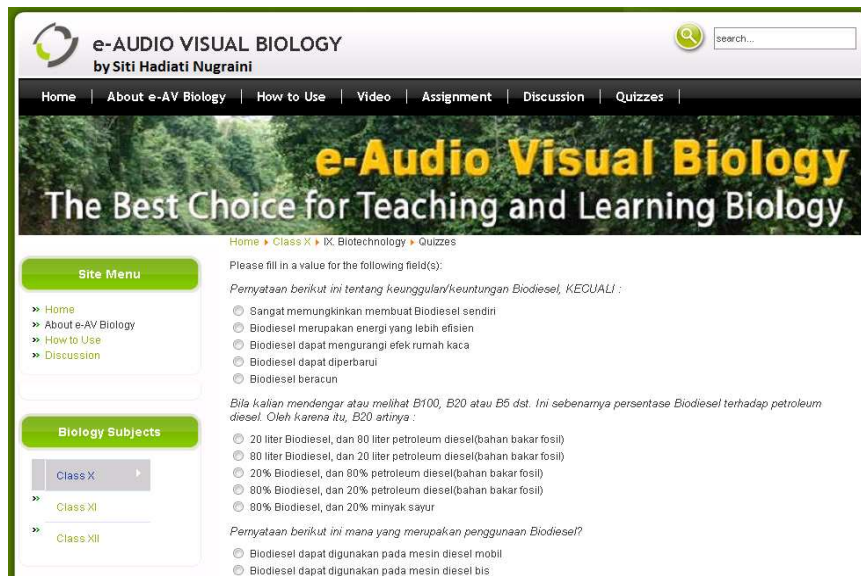 e-AUDIO VISUAL BIOLOGY
by Siti Hadiati Nugraini
search...
Home | About e-AV Biology | How to Use | Video | Assignment | Discussion | Quizzes |
e-Audio Visual Biology
The Best Choice for Teaching and Learning Biology
Home Class X IX. Biotechnology Quizzes
Site Menu
Home
About e-AV Biology
How to Use
Discussion
Biology Subjects
Class X
Class XI
Class XII
Please fill in a value for the following field(s):
Pernyataan berikut ini tentang keunggulan/keuntungan Biodiesel, KECUALI :
Sangat memungkinkan membuat Biodiesel sendiri
Biodiesel merupakan energi yang lebih efisien
Biodiesel dapat mengurangi efek rumah kaca
Biodiesel dapat diperbarui
Biodiesel beracun
Bila kalian mendengar atau melihat B100, B20 atau B5 dst. Ini sebenarnya persentase Biodiesel terhadap petroleum
diesel. Oleh karena itu, B20 artinya :
20 liter Biodiesel, dan 80 liter petroleum diesel(bahan bakar fosil)
80 liter Biodiesel, dan 20 liter petroleum diesel(bahan bakar fosil)
20% Biodiesel, dan 80% petroleum diesel(bahan bakar fosil)
80% Biodiesel, dan 20% petroleum diesel(bahan bakar fosil)
80% Biodiesel, dan 20% minyak sayur
Pernyataan berikut ini mana yang merupakan penggunaan Biodiesel?
Biodiesel dapat digunakan pada mesin diesel mobil
Biodiesel dapat digunakan pada mesin diesel bis